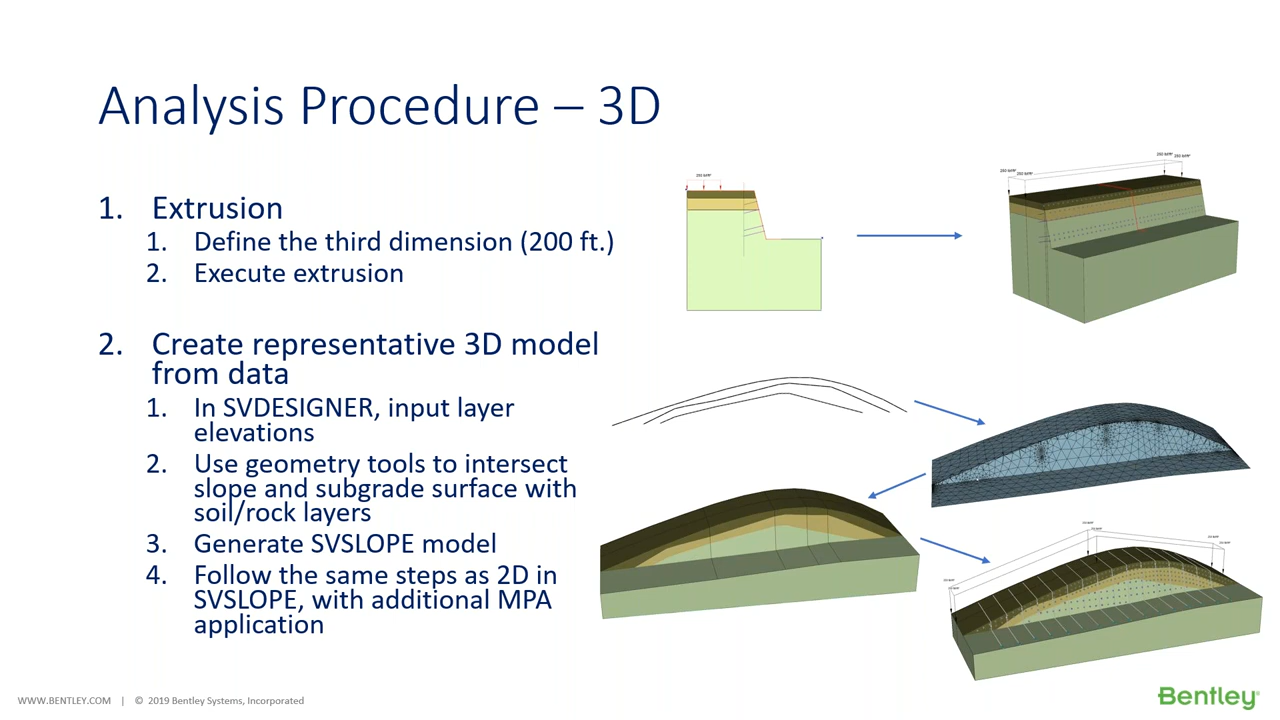 Analysis Procedure – 3D
1. Extrusion
1. Define the third dimension (200 ft.)
2. Execute extrusion
2. Create representative 3D model
from data
1. In SVDESIGNER, input layer
elevations
2. Use geometry tools to intersect
slope and subgrade surface with
soil/rock layers
3. Generate SVSLOPE model
4. Follow the same steps as 2D in
SVSLOPE, with additional MPA
application
WWW.BENTLEY.COM | © 2019 Bentley Systems, Incorporated
Bentley